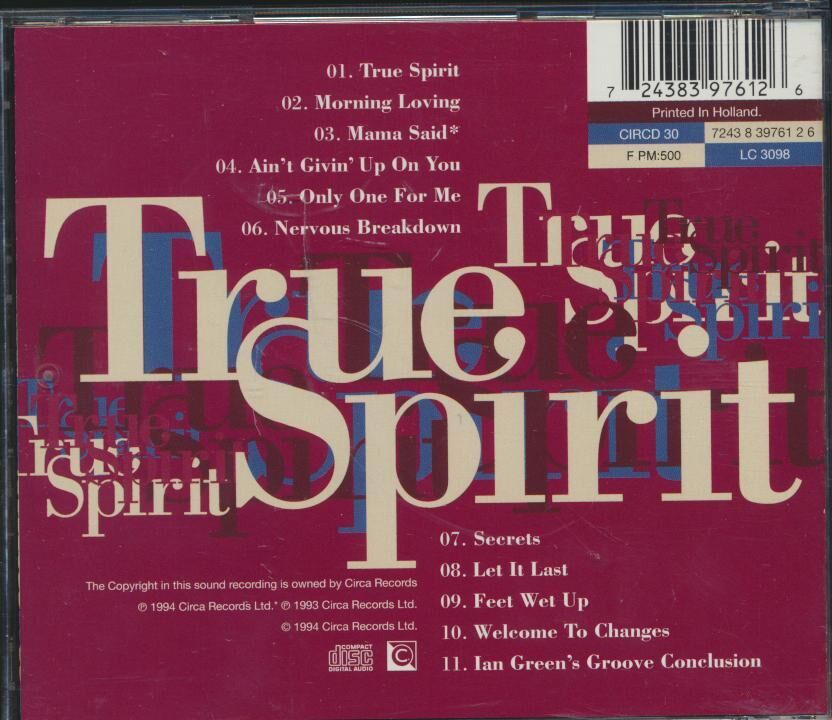 01. True Spirit
02. Morning Loving
03. Mama Said*
04. Ain't Givin' Up On You
05. Only One For Me
06. Nervous Breakdown
7 24383 97612 6
Printed In Holland.
CIRCD 30
7243 8 39761 2 6
F PM:500
LC 3098
True
Spirit
True
Spirit
True
Spirit
True
Spirit
True
Spirit
07. Secrets
08. Let It Last
09. Feet Wet Up
10. Welcome To Changes
11. Ian Green's Groove Conclusion
The Copyright in this sound recording is owned by Circa Records
℗ 1994 Circa Records Ltd.* ℗ 1993 Circa Records Ltd.
© 1994 Circa Records Ltd.
COMPACT
disc
DIGITAL AUDIO
C